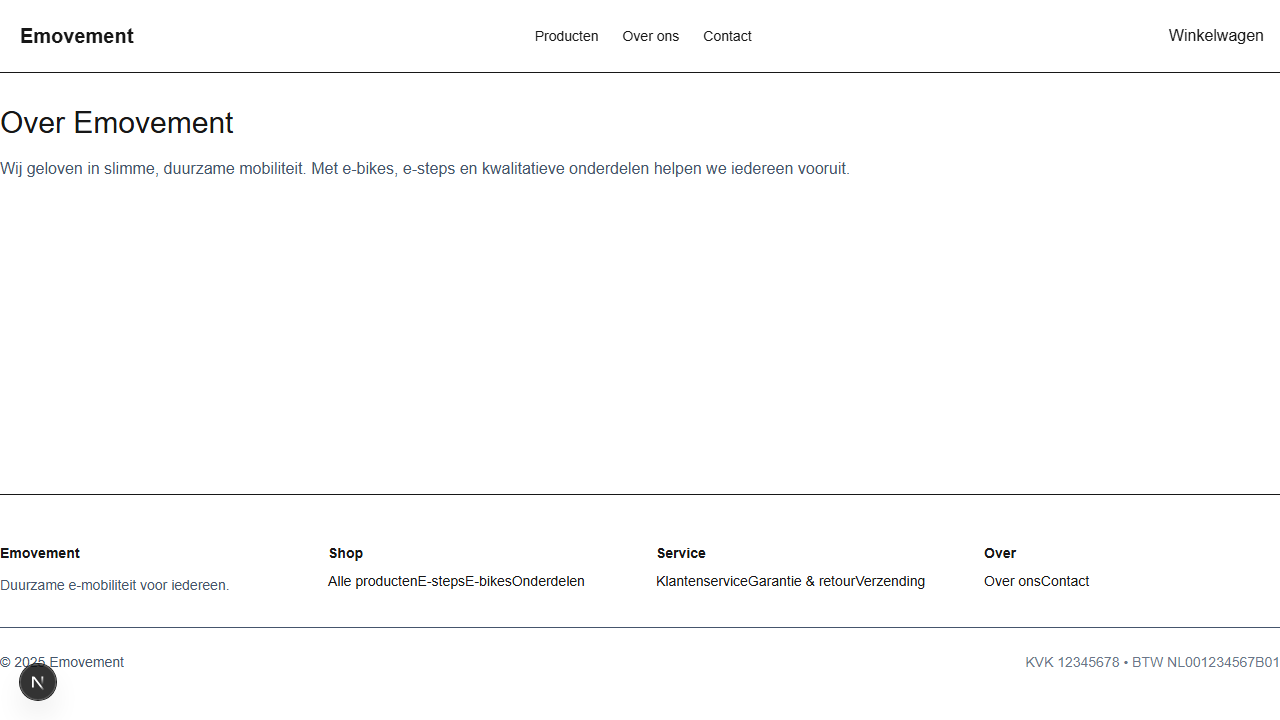 Emovement
Producten Over ons Contact
Winkelwagen
Over Emovement
Wij geloven in slimme, duurzame mobiliteit. Met e-bikes, e-steps en kwalitatieve onderdelen helpen we iedereen vooruit.
Emovement
Duurzame e-mobiliteit voor iedereen.
Shop
Alle productenE-stepsE-bikesOnderdelen
Service
KlantenserviceGarantie & retourVerzending
Over
Over onsContact
© 2025 Emovement
KVK 12345678 • BTW NL001234567B01
N